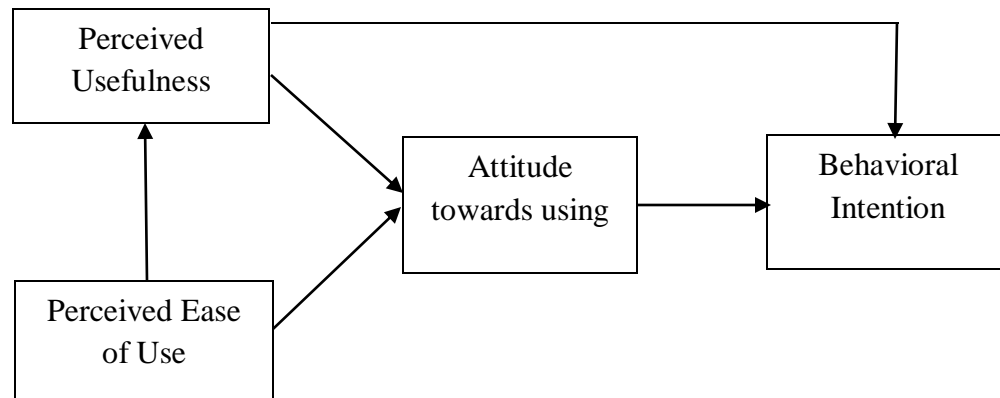 Perceived
Usefulness
Attitude
towards using
Behavioral
Intention
Perceived Ease
of Use